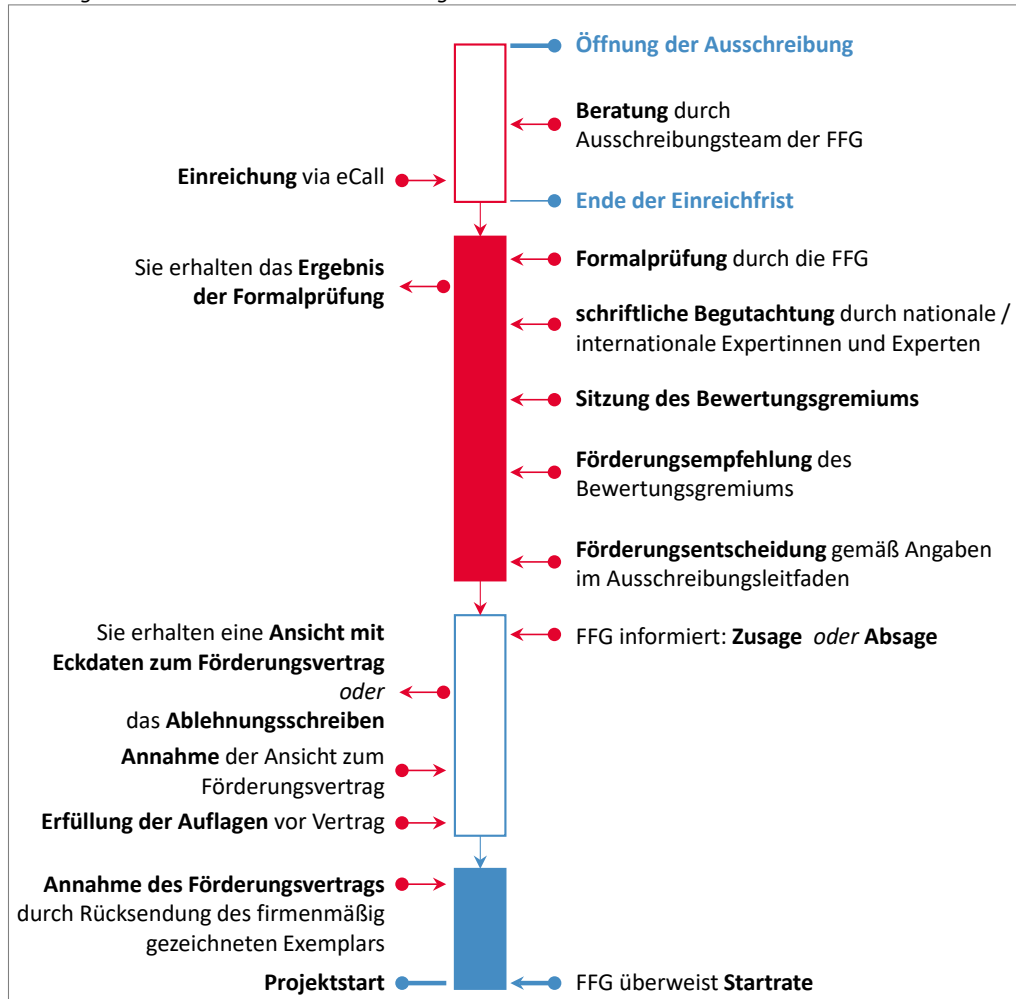 Öffnung der Ausschreibung
Beratung durch
Ausschreibungsteam der FFG
Einreichung via eCall
Ende der Einreichfrist
Formalprüfung durch die FFG
Sie erhalten das Ergebnis
der Formalprüfung
schriftliche Begutachtung durch nationale /
internationale Expertinnen und Experten
Sitzung des Bewertungsgremiums
Förderungsempfehlung des
Bewertungsgremiums
Förderungsentscheidung gemäß Angaben
im Ausschreibungsleitfaden
FFG informiert: Zusage oder Absage
Sie erhalten eine Ansicht mit
Eckdaten zum Förderungsvertrag
oder
das Ablehnungsschreiben
Annahme der Ansicht zum
Förderungsvertrag
Erfüllung der Auflagen vor Vertrag
Annahme des Förderungsvertrags
durch Rücksendung des firmenmäßig
gezeichneten Exemplars
Projektstart
FFG überweist Startrate